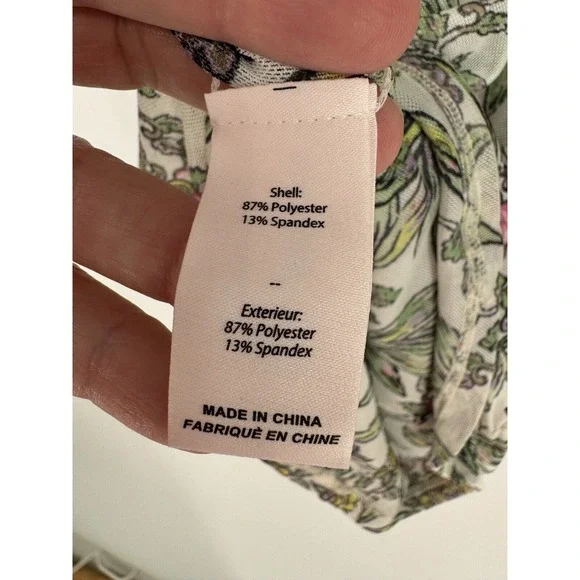 Shell:
87% Polyester
13% Spandex
--
Exterieur:
87% Polyester
13% Spandex
MADE IN CHINA
FABRIQUÈ EN CHINE